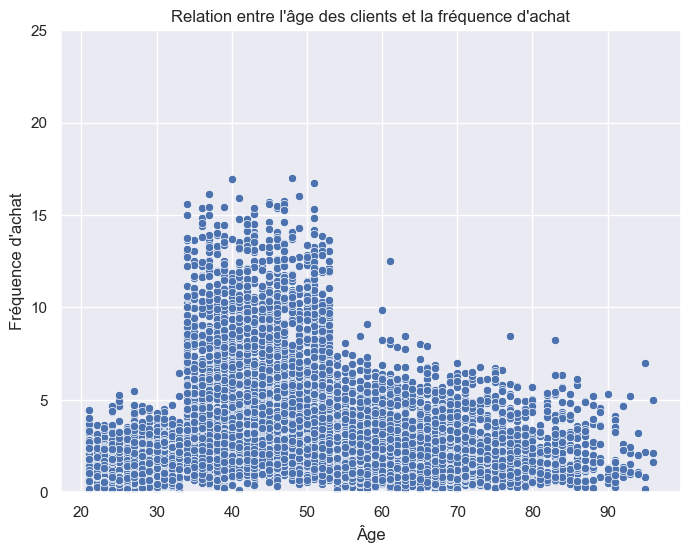 Relation entre l'âge des clients et la fréquence d'achat
25
20
15
10
5
0
Fréquence d'achat
20 30 40 50 60 70 80 90
Âge